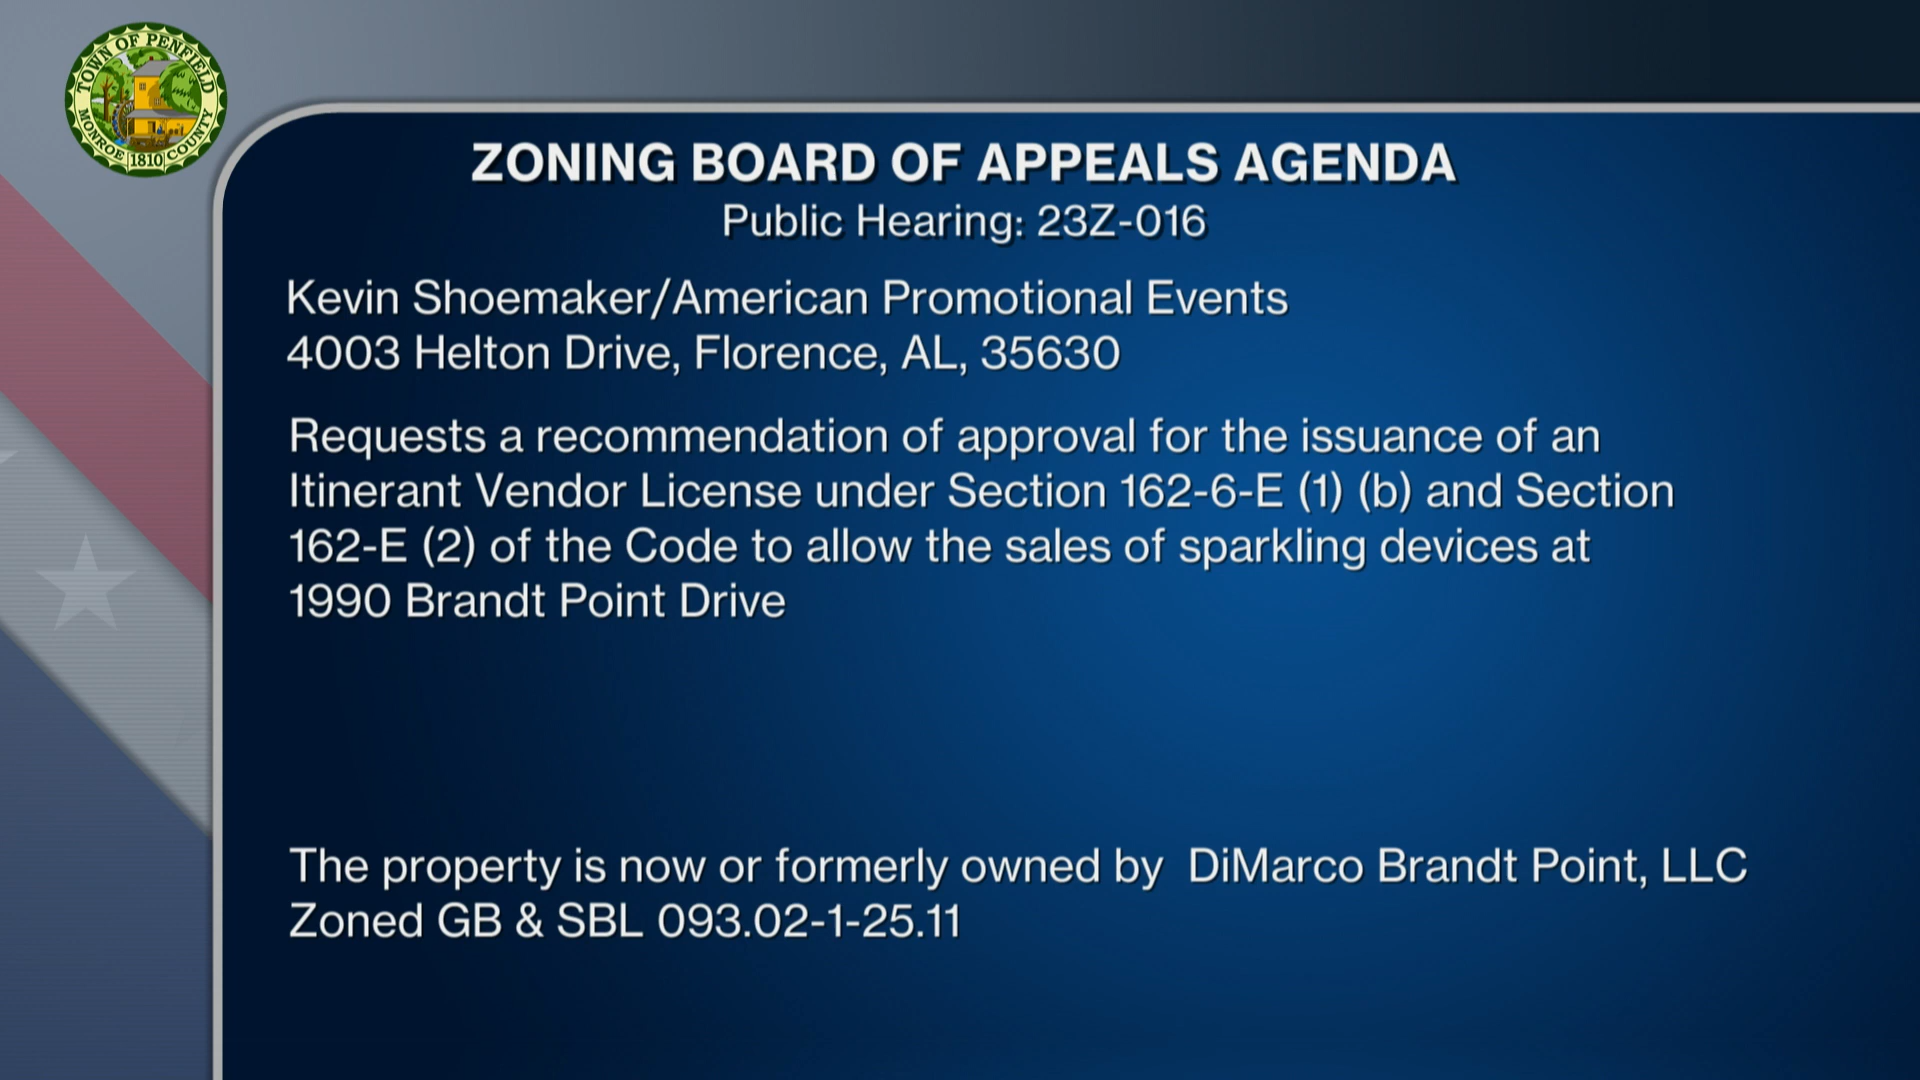 TOWN OF PENFIELD
MONROE 1810 COUNTY
ZONING BOARD OF APPEALS AGENDA
Public Hearing: 23Z-016
Kevin Shoemaker/American Promotional Events
4003 Helton Drive, Florence, AL, 35630
Requests a recommendation of approval for the issuance of an
Itinerant Vendor License under Section 162-6-E (1) (b) and Section
162-E (2) of the Code to allow the sales of sparkling devices at
1990 Brandt Point Drive
The property is now or formerly owned by  DiMarco Brandt Point, LLC
Zoned GB & SBL 093.02-1-25.11